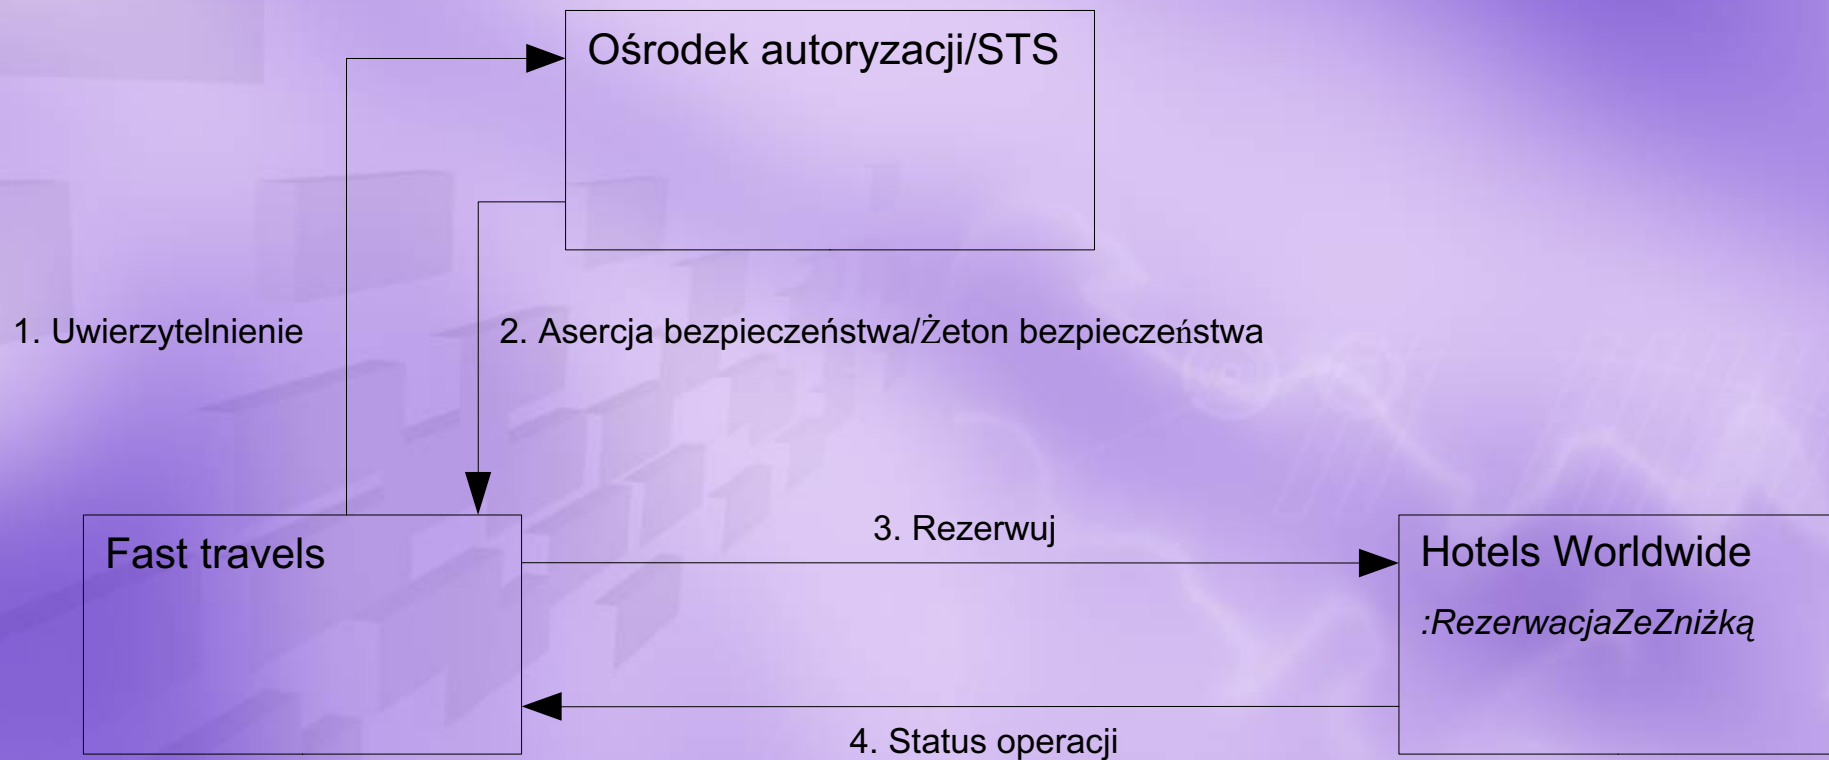 Ośrodek autoryzacji/STS
1. Uwierzytelnienie
2. Asercja bezpieczeństwa/Żeton bezpieczeństwa
Fast travels
3. Rezerwuj
Hotels Worldwide
:RezerwacjaZeZniżką
4. Status operacji